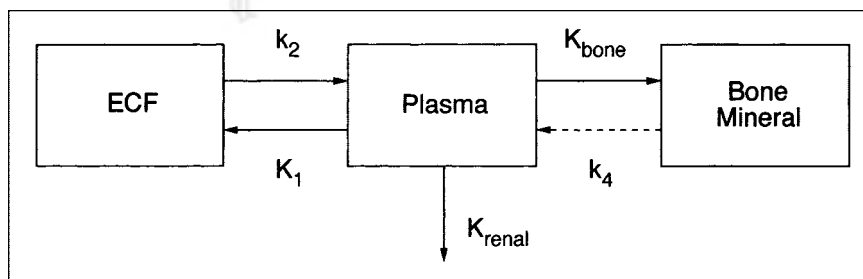 k2
Kbone
ECF
Plasma
Bone
Mineral
K1
k4
Krenal